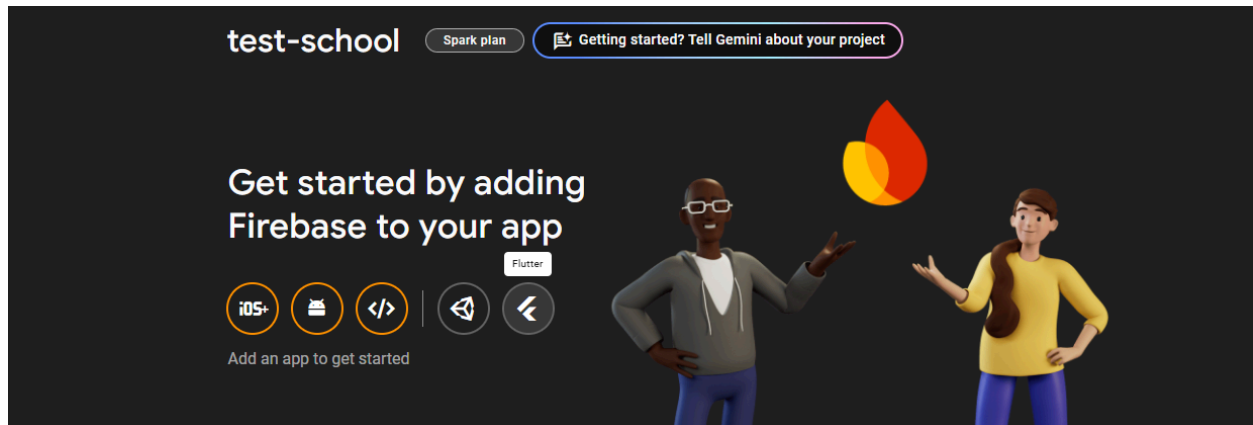 test-school
Spark plan
Getting started? Tell Gemini about your project
Get started by adding
Firebase to your app
Flutter
iOS+
</>
Add an app to get started